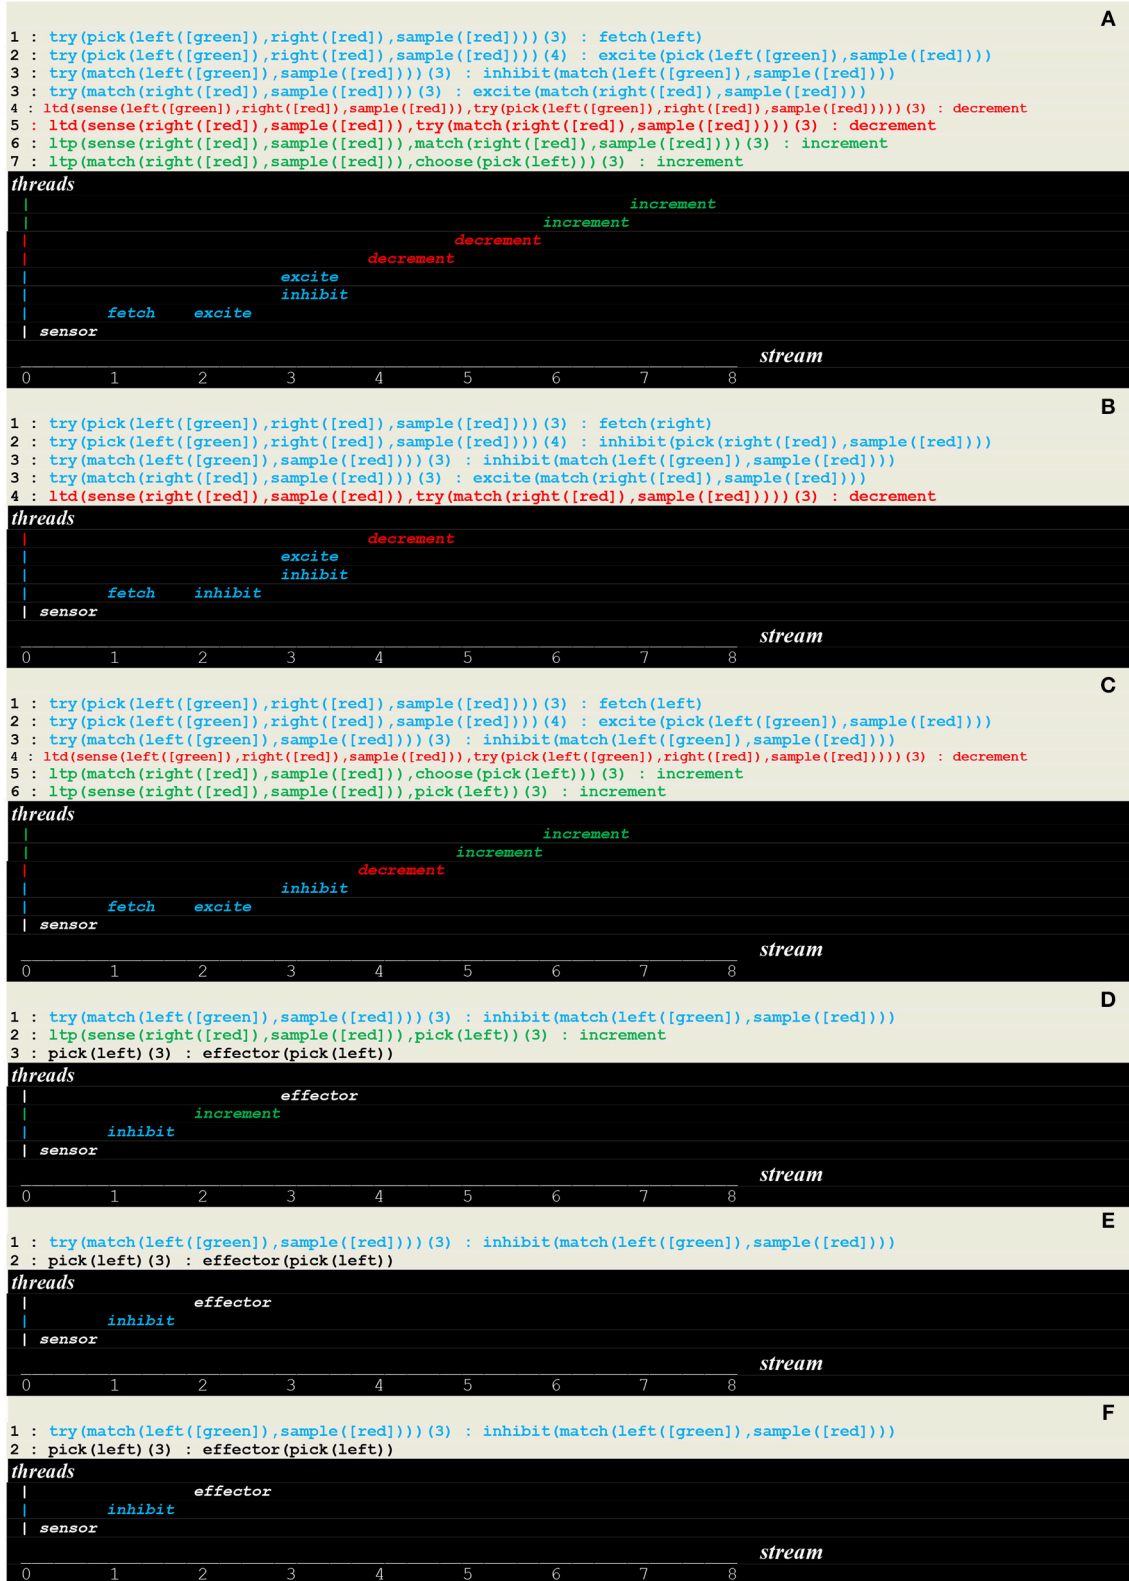 A
1 : try(pick(left([green]),right([red]),sample([red])))(3) : fetch(left)
2 : try(pick(left([green]),right([red]),sample([red])))(4) : excite(pick(left([green]),sample([red])))
3 : try(match(left([green]),sample([red])))(3) : inhibit(match(left([green]),sample([red])))
3 : try(match(right([red]),sample([red])))(3) : excite(match(right([red]),sample([red])))
4 : ltd(sense(left([green]),right([red]),sample([red])),try(pick(left([green]),right([red]),sample([red]))))(3) : decrement
5 : ltd(sense(right([red]),sample([red])),try(match(right([red]),sample([red]))))(3) : decrement
6 : ltp(sense(right([red]),sample([red])),match(right([red]),sample([red])))(3) : increment
7 : ltp(match(right([red]),sample([red])),choose(pick(left)))(3) : increment
threads
| increment
| increment
| decrement
| decrement
| excite
| inhibit
| fetch excite
| sensor
stream
0 1 2 3 4 5 6 7 8
B
1 : try(pick(left([green]),right([red]),sample([red])))(3) : fetch(right)
2 : try(pick(left([green]),right([red]),sample([red])))(4) : inhibit(pick(right([red]),sample([red])))
3 : try(match(left([green]),sample([red])))(3) : inhibit(match(left([green]),sample([red])))
3 : try(match(right([red]),sample([red])))(3) : excite(match(right([red]),sample([red])))
4 : ltd(sense(right([red]),sample([red])),try(match(right([red]),sample([red]))))(3) : decrement
threads
| decrement
| excite
| inhibit
| fetch inhibit
| sensor
stream
0 1 2 3 4 5 6 7 8
C
1 : try(pick(left([green]),right([red]),sample([red])))(3) : fetch(left)
2 : try(pick(left([green]),right([red]),sample([red])))(4) : excite(pick(left([green]),sample([red])))
3 : try(match(left([green]),sample([red])))(3) : inhibit(match(left([green]),sample([red])))
4 : ltd(sense(left([green]),right([red]),sample([red])),try(pick(left([green]),right([red]),sample([red]))))(3) : decrement
5 : ltp(match(right([red]),sample([red])),choose(pick(left)))(3) : increment
6 : ltp(sense(right([red]),sample([red])),pick(left))(3) : increment
threads
| increment
| increment
| decrement
| inhibit
| fetch excite
| sensor
stream
0 1 2 3 4 5 6 7 8
D
1 : try(match(left([green]),sample([red])))(3) : inhibit(match(left([green]),sample([red])))
2 : ltp(sense(right([red]),sample([red])),pick(left))(3) : increment
3 : pick(left)(3) : effector(pick(left))
threads
| effector
| increment
| inhibit
| sensor
stream
0 1 2 3 4 5 6 7 8
E
1 : try(match(left([green]),sample([red])))(3) : inhibit(match(left([green]),sample([red])))
2 : pick(left)(3) : effector(pick(left))
threads
| effector
| inhibit
| sensor
stream
0 1 2 3 4 5 6 7 8
F
1 : try(match(left([green]),sample([red])))(3) : inhibit(match(left([green]),sample([red])))
2 : pick(left)(3) : effector(pick(left))
threads
| effector
| inhibit
| sensor
stream
0 1 2 3 4 5 6 7 8